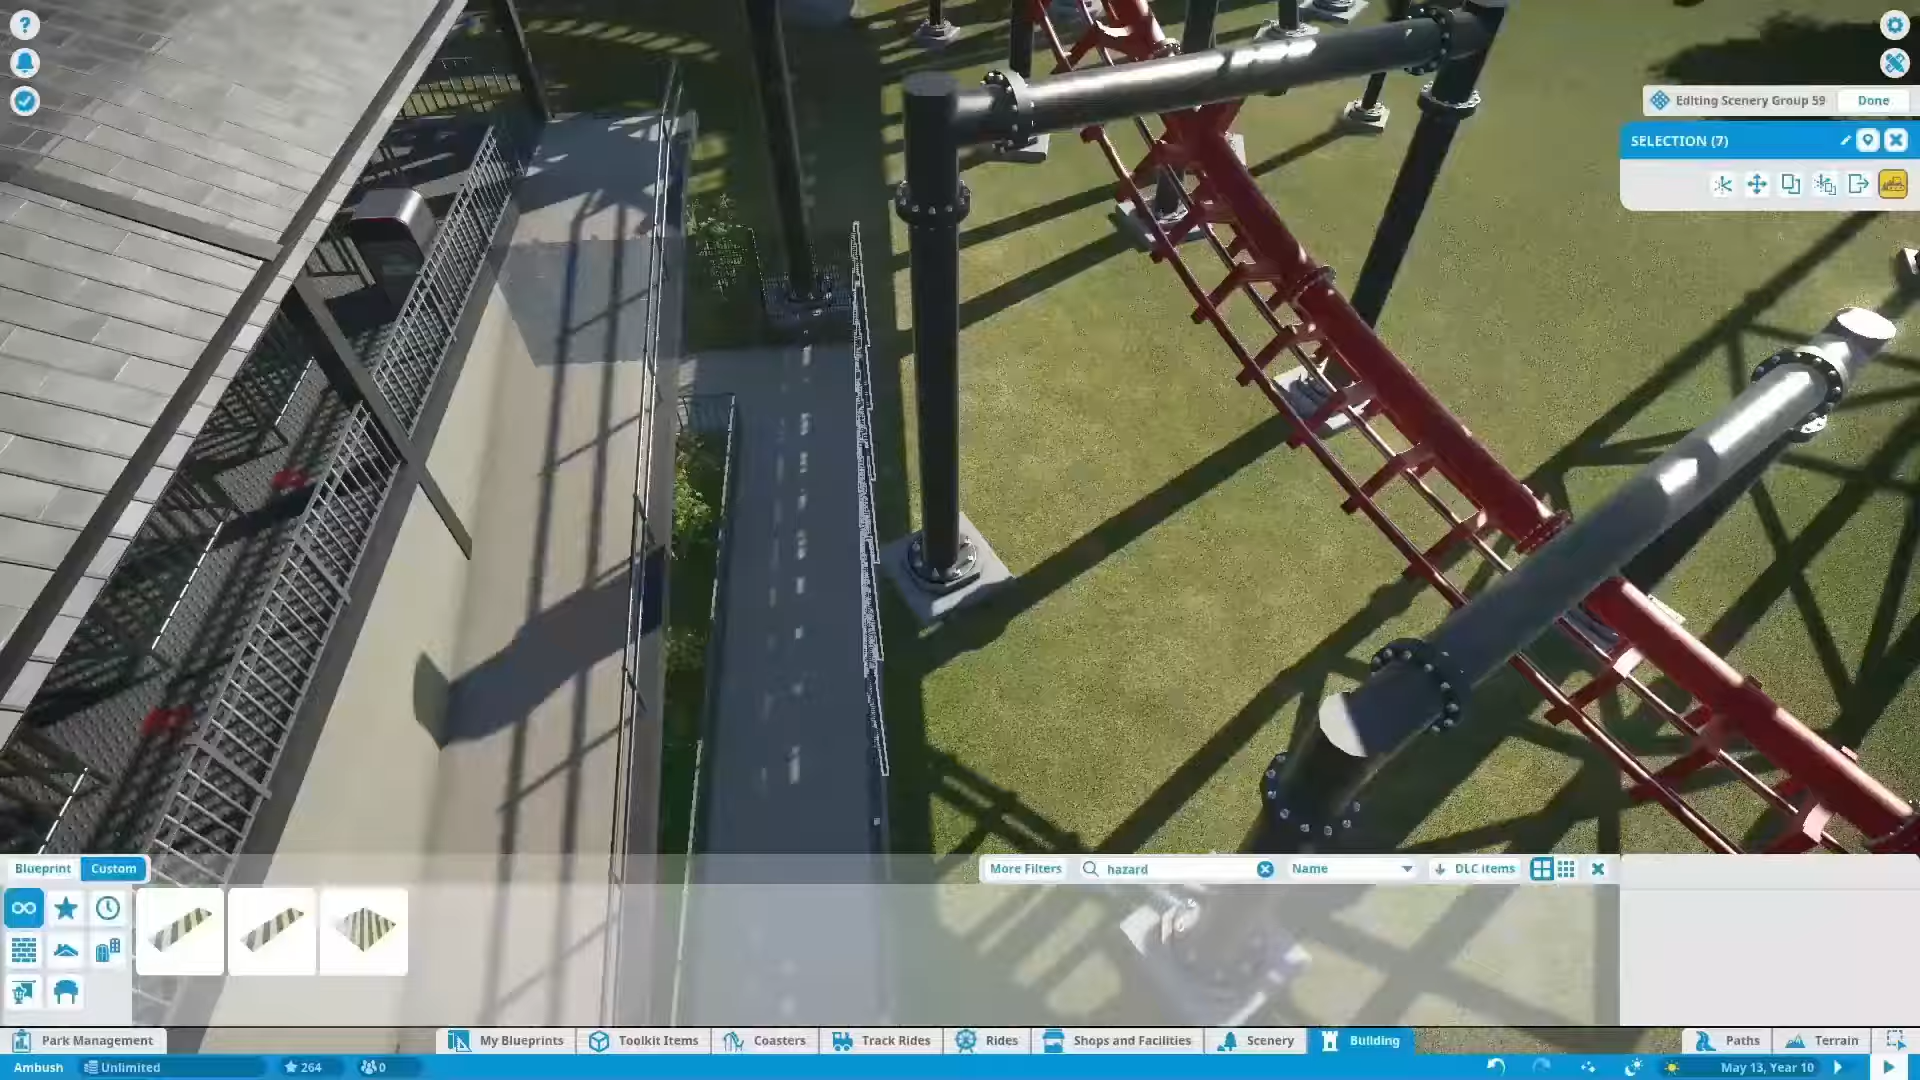 ?
Editing Scenery Group 59
Done
SELECTION (7)
Blueprint
Custom
More Filters
hazard
Name
DLC items
Park Management
My Blueprints
Toolkit Items
Coasters
Track Rides
Rides
Shops and Facilities
Scenery
Building
Paths
Terrain
Ambush
Unlimited
264
0
May 13, Year 10